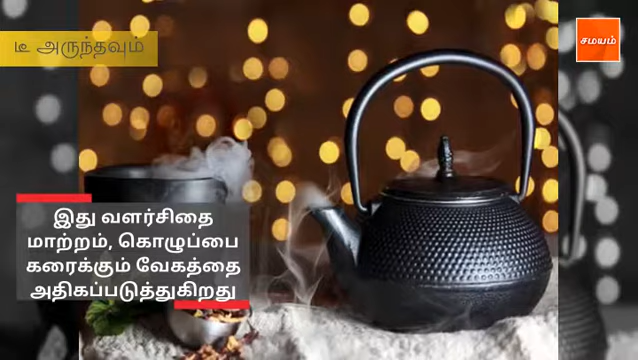 டீ அருந்தவும்
சமயம்
இது வளர்சிதை
மாற்றம், கொழுப்பை
கரைக்கும் வேகத்தை
அதிகப்படுத்துகிறது